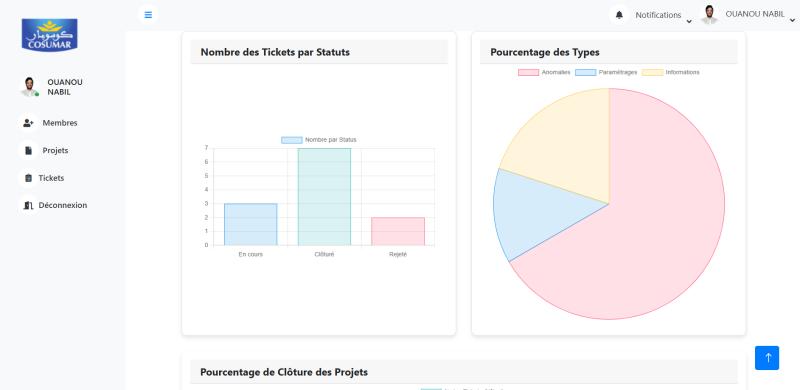 كوسومار
COSUMAR
OUANOU
NABIL
Membres
Projets
Tickets
Déconnexion
Notifications
OUANOU NABIL
Nombre des Tickets par Statuts
Nombre par Status
7
6
5
4
3
2
1
0
En cours
Clôturé
Rejeté
Pourcentage des Types
Anomalies
Paramétrages
Informations
Pourcentage de Clôture des Projets